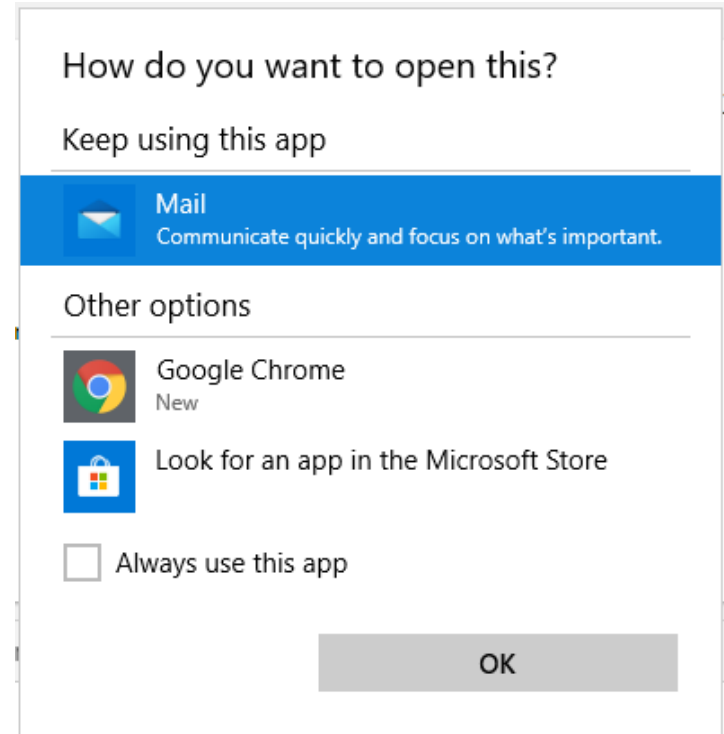 How do you want to open this?
Keep using this app
Mail
Communicate quickly and focus on what's important.
Other options
Google Chrome
New
Look for an app in the Microsoft Store
Always use this app
OK